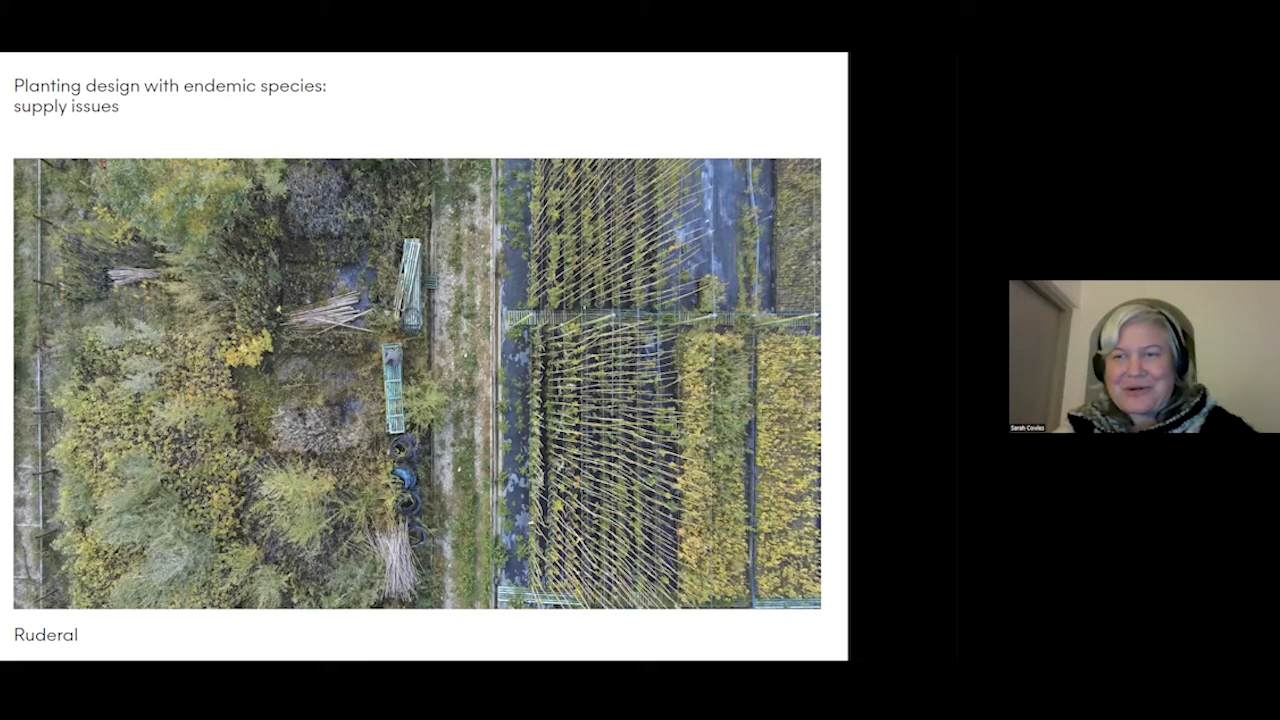 Planting design with endemic species:
supply issues
Ruderal
Sarah Cowles